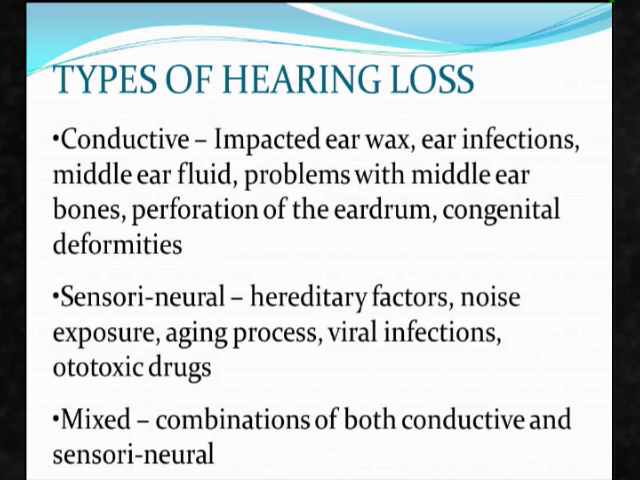 TYPES OF HEARING LOSS
•Conductive – Impacted ear wax, ear infections,
middle ear fluid, problems with middle ear
bones, perforation of the eardrum, congenital
deformities
•Sensori-neural – hereditary factors, noise
exposure, aging process, viral infections,
ototoxic drugs
•Mixed – combinations of both conductive and
sensori-neural